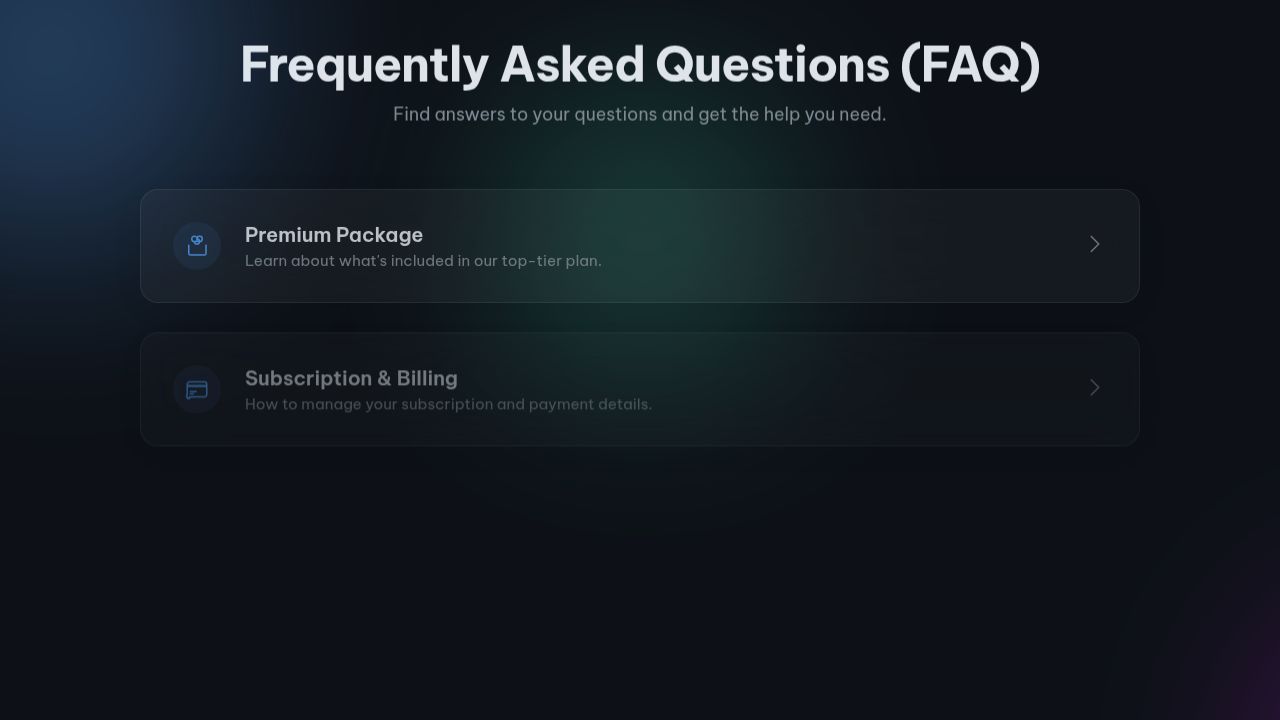 Frequently Asked Questions (FAQ)
Find answers to your questions and get the help you need.
Premium Package
Learn about what's included in our top-tier plan.
Subscription & Billing
How to manage your subscription and payment details.